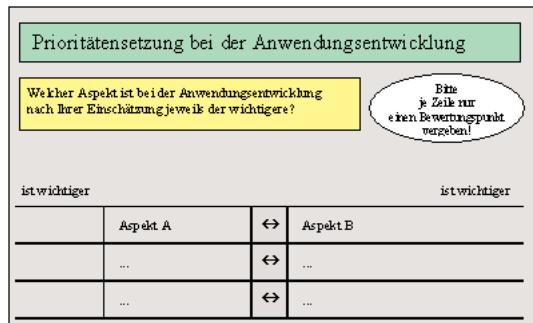 Prioritätensetzung bei der Anwendungsentwicklung
Welcher Aspekt ist bei der Anwendungsentwicklung
nach Ihrer Einschätzung jeweils der wichtigere?
Bitte
je Zeile nur
einen Bewertungspunkt
vergeben!
ist wichtiger ist wichtiger
Aspekt A ↔ Aspekt B
... ↔ ...
... ↔ ...